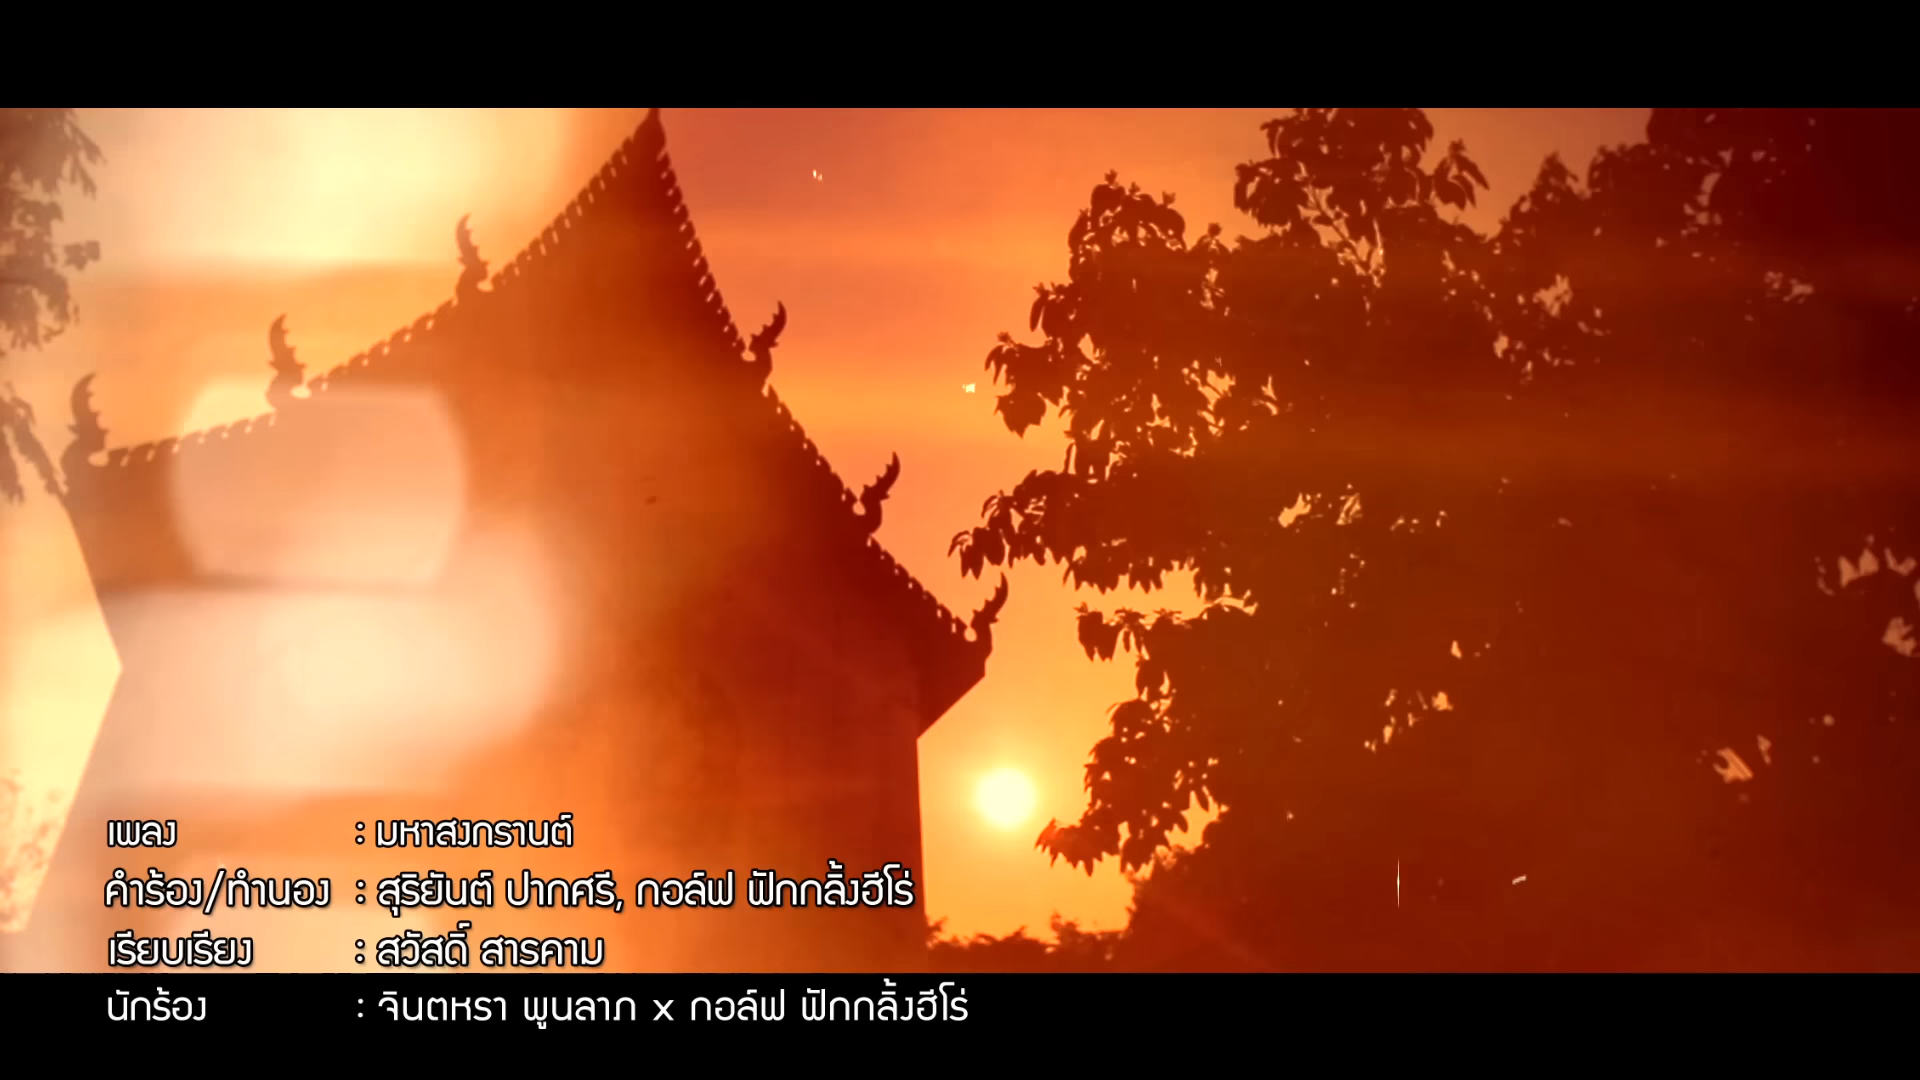 เพลง : มหาสงกรานต์
คำร้อง/ทำนอง : สุริยันต์ ปากศรี, กอล์ฟ ฟักกลิ้งฮีโร่
เรียบเรียง : สวัสดิ์ สารคาม
นักร้อง : จินตหรา พูนลาภ x กอล์ฟ ฟักกลิ้งฮีโร่